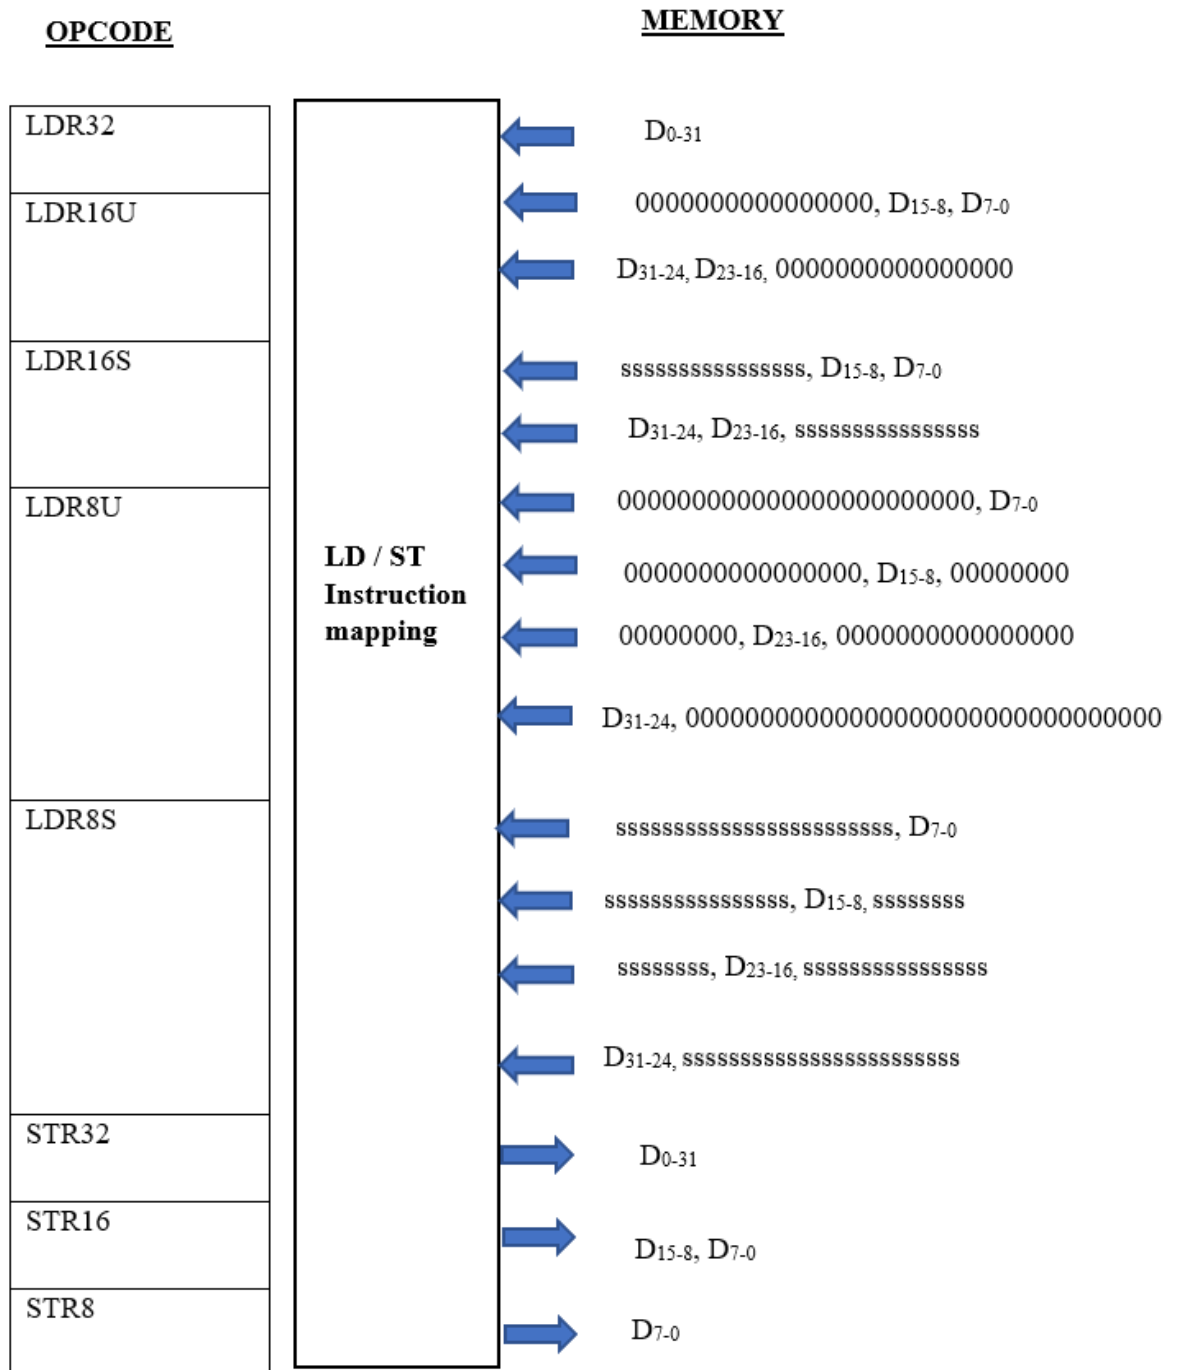 OPCODE
MEMORY
LDR32
D0-31
LDR16U
0000000000000000, D15-8, D7-0
D31-24, D23-16, 0000000000000000
LDR16S
ssssssssssssssss, D15-8, D7-0
D31-24, D23-16, ssssssssssssssss
LDR8U
000000000000000000000000, D7-0
0000000000000000, D15-8, 00000000
00000000, D23-16, 0000000000000000
D31-24, 00000000000000000000000000000000
LD / ST
Instruction
mapping
LDR8S
ssssssssssssssssssssssss, D7-0
ssssssssssssssss, D15-8, ssssssss
ssssssss, D23-16, ssssssssssssssss
D31-24, ssssssssssssssssssssssss
STR32
D0-31
STR16
D15-8, D7-0
STR8
D7-0